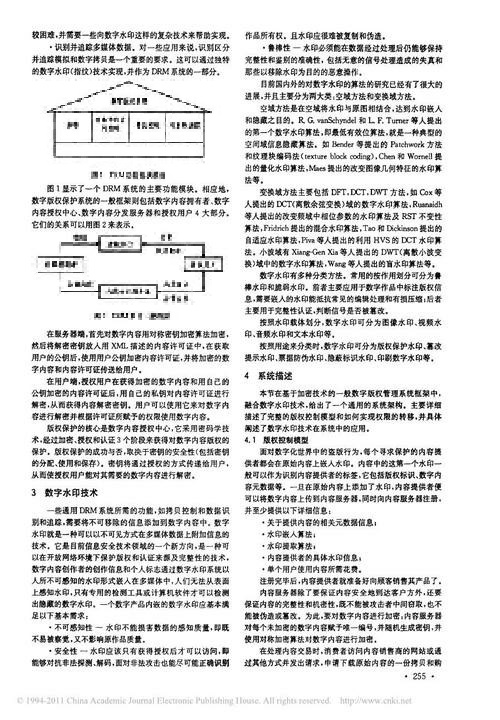 较困难,并需要一些向数字水印这样的复杂技术来帮助实现。
·识别并追踪多媒体数据。对一些应用来说,识别区分
并追踪模拟和数字拷贝是一个重要的要求。这可以通过独特
的数字水印(指纹)技术实现,并作为 DRM 系统的一部分。
图1
图 1 显示了一个 DRM 系统的主要功能模块。相应地,
数字版权保护系统的一般框架则包括数字内容拥有者、数字
内容授权中心、数字内容分发服务器和授权用户 4 大部分。
它们的关系可以用图 2 来表示。
图2
在服务器端,首先对数字内容用对称密钥加密算法加密,
然后将解密密钥放人用 XML 描述的内容许可证中,在获取
用户的公钥后,使用用户公钥加密内容许可证,并将加密的数
字内容和内容许可证传送给用户。
在用户端,授权用户在获得加密的数字内容和用自己的
公钥加密的内容许可证后,用自己的私钥对内容许可证进行
解密,从而获得内容解密密钥。用户可以使用它来对数字内
容进行解密并根据许可证所赋予的权限使用数字内容。
版权保护的核心是数字内容授权中心,它采用密码学技
术,经过加密、授权和认证 3 个阶段来获得对数字内容版权的
保护。版权保护的成功与否,取决于密钥的安全性(包括密钥
的分配、使用和保存)。密钥将通过授权的方式传递给用户,
从而使授权用户能对其需要的数字内容进行解密。
3 数字水印技术
一些通用 DRM 系统所需的功能,如拷贝控制和数据识
别和追踪,需要将不可移除的信息添加到数字内容中。数字
水印就是一种可以以不可见方式在多媒体数据上附加信息的
技术。它是目前信息安全技术领域的一个新方向,是一种可
以在开放网络环境下保护版权和认证来源及完整性的技术,
数字内容创作者的创作信息和个人标志通过数字水印系统以
人所不可感知的水印形式嵌入在多媒体中,人们无法从表面
上感知水印,只有专用的检测工具或计算机软件才可以检测
出隐藏的数字水印。一个数字产品内嵌的数字水印应基本满
足以下基本需求:
·不可感知性 — 水印不能损害数据的感知质量,即既
不易被察觉,又不影响原作品质量。
·安全性 — 水印应该只有获得授权后才可以访问,即
能够对抗非法探测、解码,面对非法攻击也能尽可能正确识别
作品所有权。且水印应很难被复制和伪造。
·鲁棒性 — 水印必须能在数据经过处理后仍能够保持
完整性和鉴别的准确性,包括无意的信号处理造成的失真和
那些以移除水印为目的的恶意操作。
目前国内外的对数字水印的算法的研究已经有了很大的
进展,并且主要分为两大类:空域方法和变换域方法。
空域方法是在空域将水印与原图相结合,达到水印嵌入
和隐藏之目的。R. G. vanSchyndel 和 L. F. Turner 等人提出
的第一个数字水印算法,即最低有效位算法,就是一种典型的
空间域信息隐藏算法。如 Bender 等提出的 Patchwork 方法
和纹理块编码法(texture block coding),Chen 和 Wornell 提
出的量化水印算法,Maes 提出的改变图像几何特征的水印算
法等。
变换域方法主要包括 DFT,DCT,DWT 方法,如 Cox 等
人提出的 DCT(离散余弦变换)域的数字水印算法,Ruanaidh
等人提出的改变频域中相位参数的水印算法及 RST 不变性
算法,Fridrich 提出的混合水印算法,Tao 和 Dickinson 提出的
自适应水印算法,Piva 等人提出的利用 HVS 的 DCT 水印算
法。小波域有 Xiang-Gen Xia 等人提出的 DWT(离散小波变
换)域中的数字水印算法,Wang 等人提出的盲水印算法等。
数字水印有多种分类方法。常用的按作用划分可分为鲁
棒水印和脆弱水印。前者主要应用于数字作品中标注版权信
息,需要嵌人的水印能抵抗常见的编辑处理和有损压缩;后者
主要用于完整性认证,判断信号是否被篡改。
按照水印载体划分,数字水印可分为图像水印、视频水
印、音频水印和文本水印等。
按照用途来分类时,数字水印可分为版权保护水印、篡改
提示水印、票据防伪水印、隐蔽标识水印、印刷数字水印等。
4 系统描述
本节在基于加密技术的一般数字版权管理系统框架中,
融合数字水印技术,给出了一个通用的系统架构。主要详细
描述了完整的版权控制模型和如何实现权限的转移,并具体
阐述了数字水印技术在系统中的应用。
4.1 版权控制模型
面对数字化世界中的盗版行为,每个寻求保护的内容提
供者都会在原始内容上嵌人水印。内容中的这第一个水印一
般可以作为识别内容提供者的标签,它包括版权标识、数字内
容元数据等。一旦在原始内容上添加了水印,内容提供者便
可以将数字内容上传到内容服务器,同时向内容服务器注册,
并至少提供以下详细信息:
·关于提供内容的相关元数据信息;
·水印嵌入算法;
·水印提取算法;
·内容提供者的具体水印信息;
·单个用户使用内容所需花费。
注册完毕后,内容提供者就准备好向顾客销售其产品了。
内容服务器除了要保证内容安全地到达客户方外,还要
保证内容的完整性和机密性,既不能被攻击者中间窃取,也不
能被伪造或篡改。为此,要对数字内容进行加密;内容服务器
对每个未加密的数字内容赋予唯一编号,并随机生成密钥,并
使用对称加密算法对数字内容进行加密。
在处理内容交易时,消费者访问内容销售商的网站或通
过其他方式并发出请求,申请下载原始内容的一份拷贝和购
· 255 ·
© 1994-2011 China Academic Journal Electronic Publishing House. All rights reserved. http://www.cnki.net